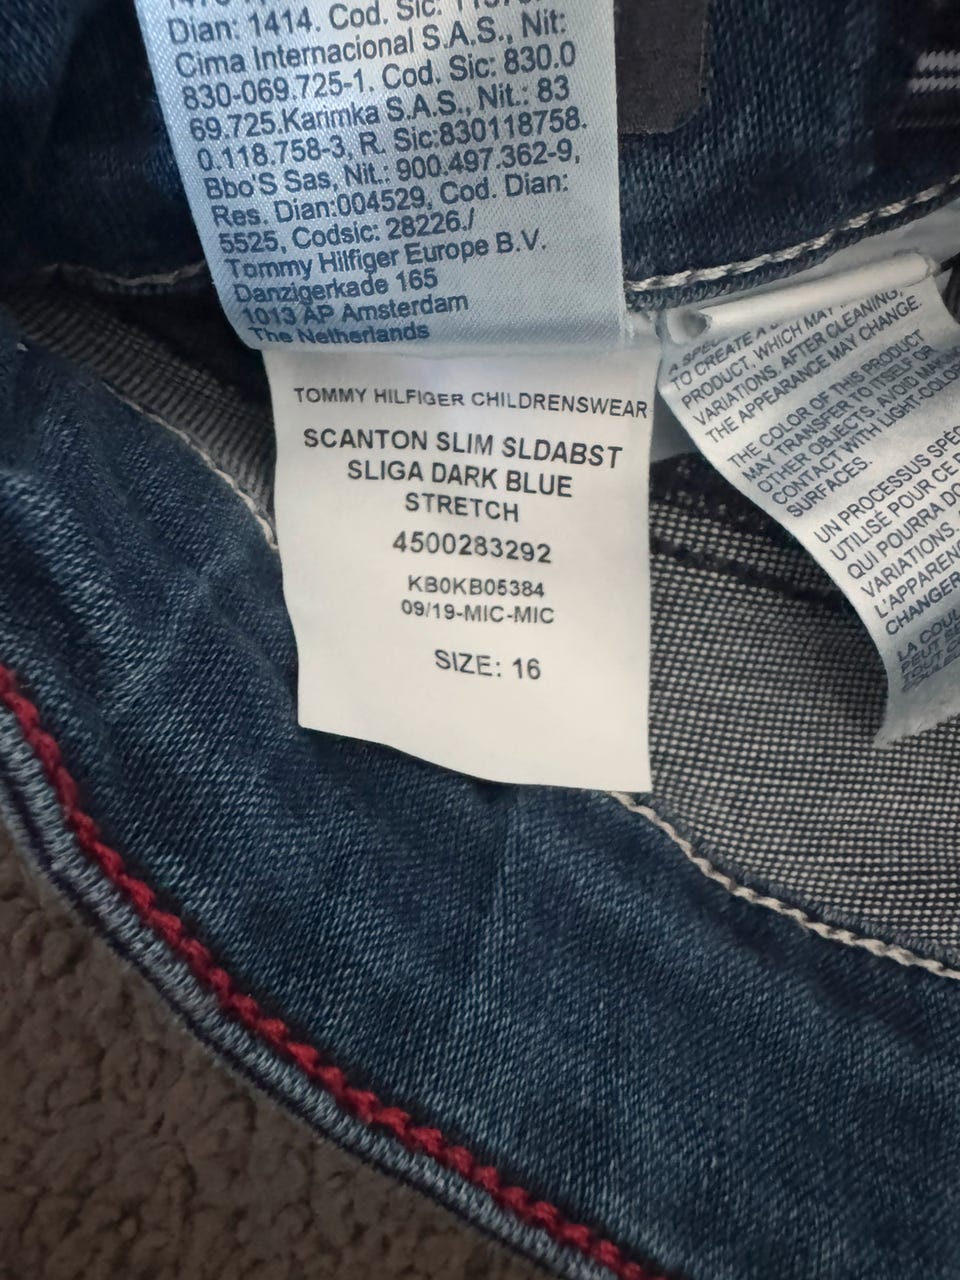 Dian: 1414. Cod. Sic:
Cima Internacional S.A.S., Nit:
830-069.725-1. Cod. Sic: 830.0
69.725.Karimka S.A.S., Nit.: 83
0.118.758-3, R. Sic:830118758.
Bbo'S Sas, Nit.: 900.497.362-9,
Res. Dian:004529, Cod. Dian:
5525, Codsic: 28226./
Tommy Hilfiger Europe B.V.
Danzigerkade 165
1013 AP Amsterdam
The Netherlands
TOMMY HILFIGER CHILDRENSWEAR
SCANTON SLIM SLDABST
SLIGA DARK BLUE
STRETCH
4500283292
KB0KB05384
09/19-MIC-MIC
SIZE: 16
TO CREATE A
PRODUCT, WHICH MAY
VARIATIONS. AFTER CLEANING,
THE APPEARANCE MAY CHANGE.
THE COLOR OF THIS PRODUCT
MAY TRANSFER TO ITSELF OR
OTHER OBJECTS. AVOID
CONTACT WITH
SURFACES.
UN PROCESSUS
UTILISÉ POUR CE
QUI POURRA
VARIATIONS.
CHANGER